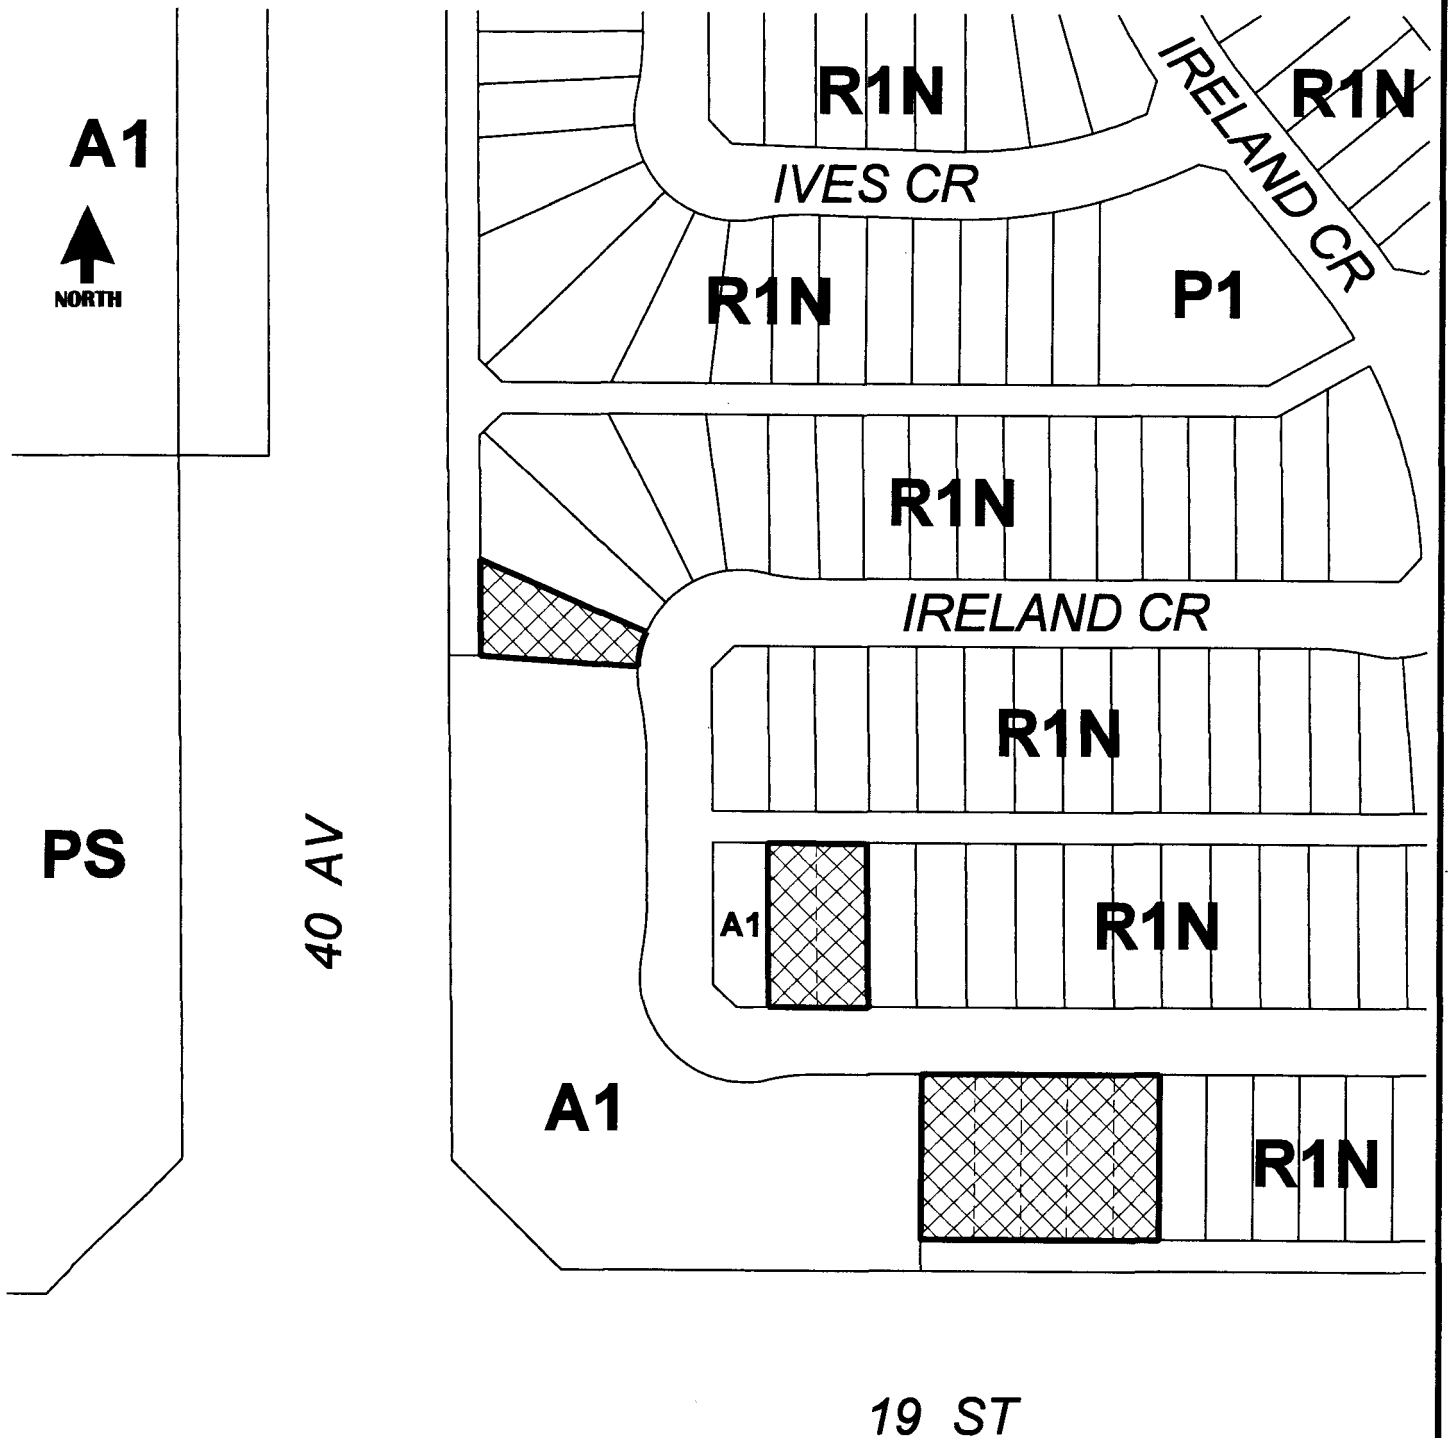 R1N
IRELAND CR
R1N
A1
IVES CR
NORTH
R1N
P1
R1N
IRELAND CR
R1N
40 AV
PS
A1
R1N
A1
R1N
19 ST